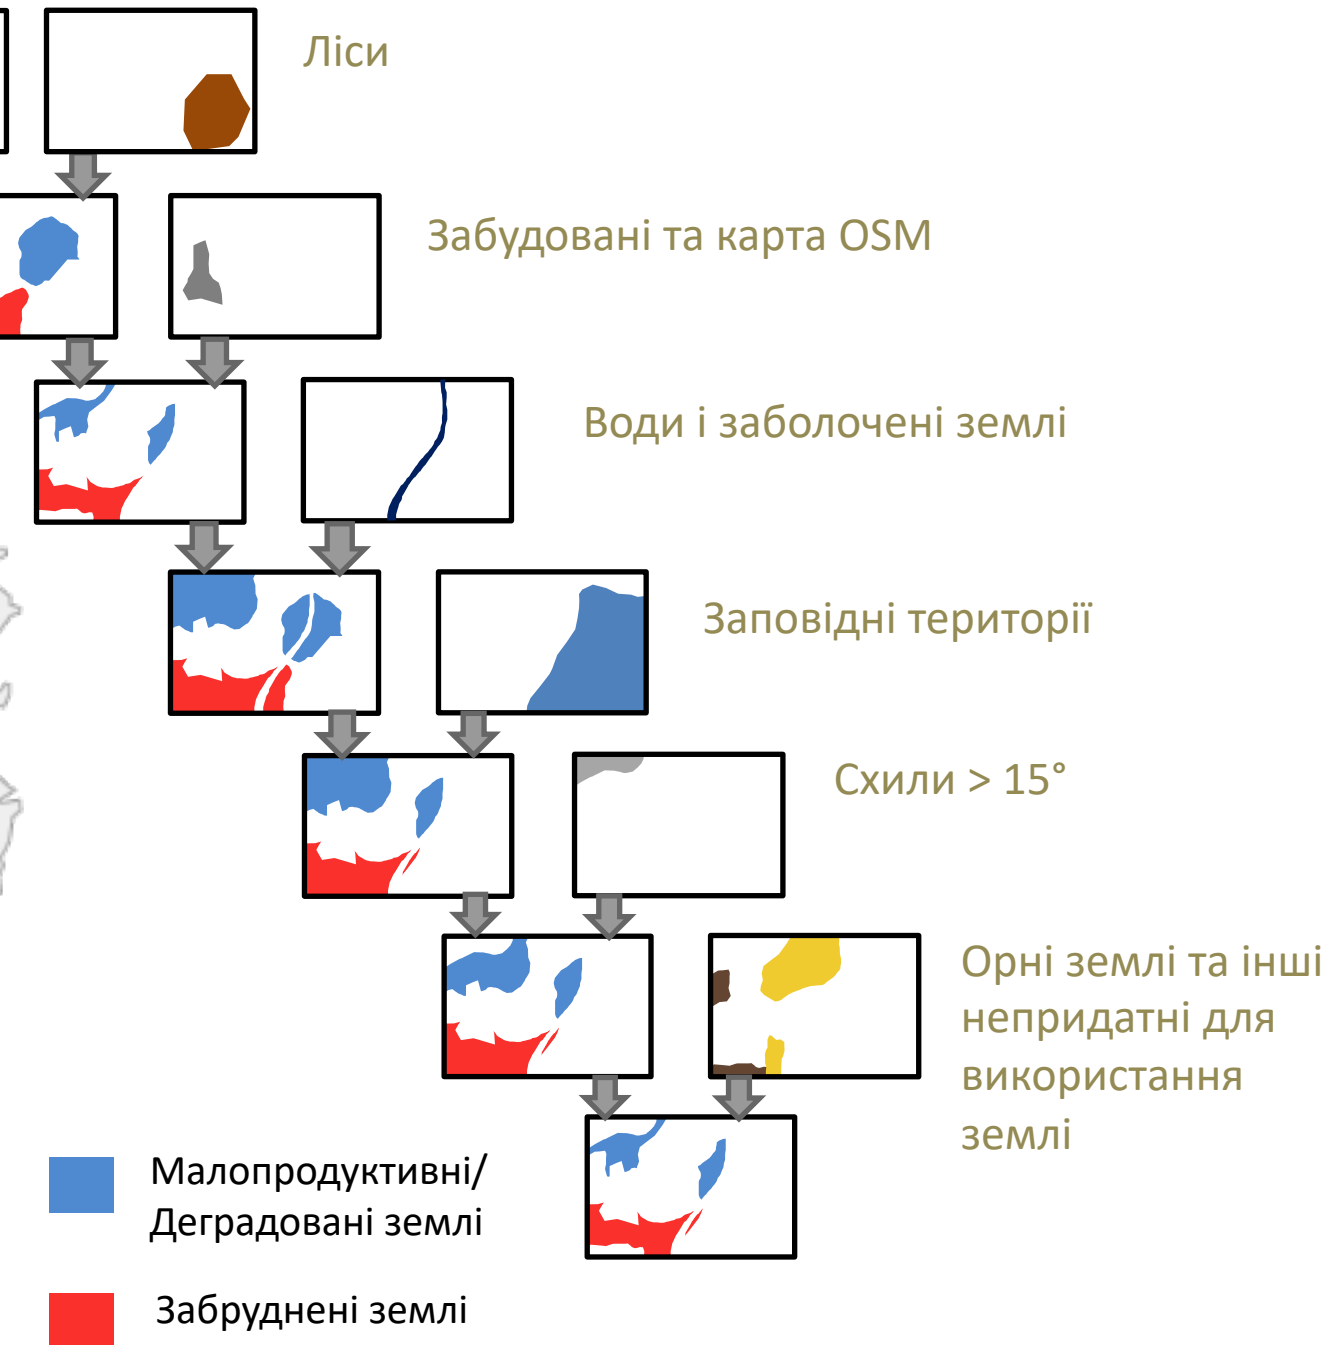 Ліси
Забудовані та карта OSM
Води і заболочені землі
Заповідні території
Схили > 15°
Орні землі та інші
непридатні для
використання
землі
Малопродуктивні/
Деградовані землі
Забруднені землі